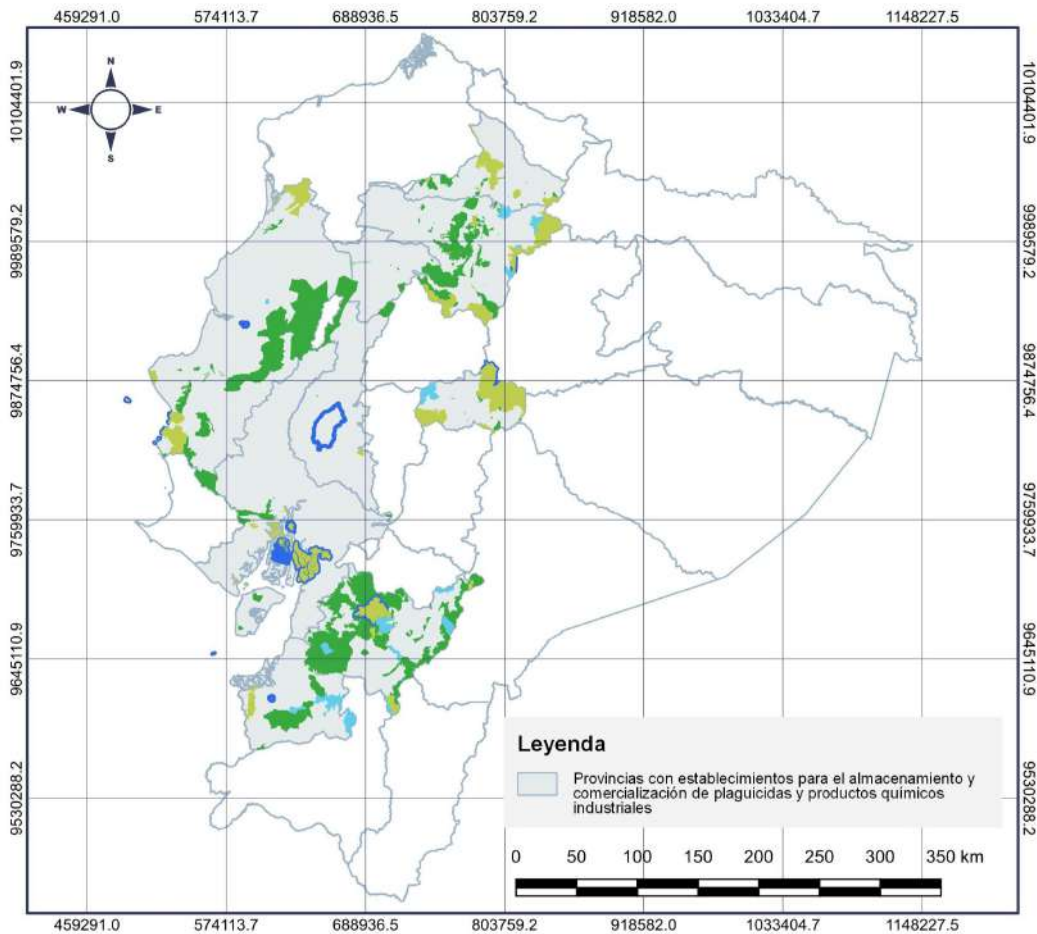 459291.0 574113.7 688936.5 803759.2 918582.0 1033404.7 1148227.5
N
W E
S
10104401.9 10104401.9
9989579.2 9989579.2
9874756.4 9874756.4
9759933.7 9759933.7
9645110.9 9645110.9
9530288.2 9530288.2
Leyenda
Provincias con establecimientos para el almacenamiento y
comercialización de plaguicidas y productos químicos
industriales
0 50 100 150 200 250 300 350 km
459291.0 574113.7 688936.5 803759.2 918582.0 1033404.7 1148227.5